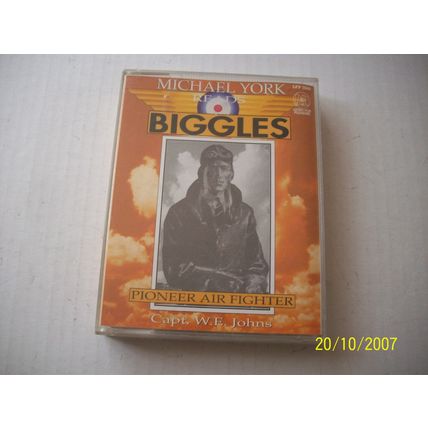 MICHAEL YORK
READS
BIGGLES
PIONEER AIR FIGHTER
Capt. W.E. Johns
20/10/2007